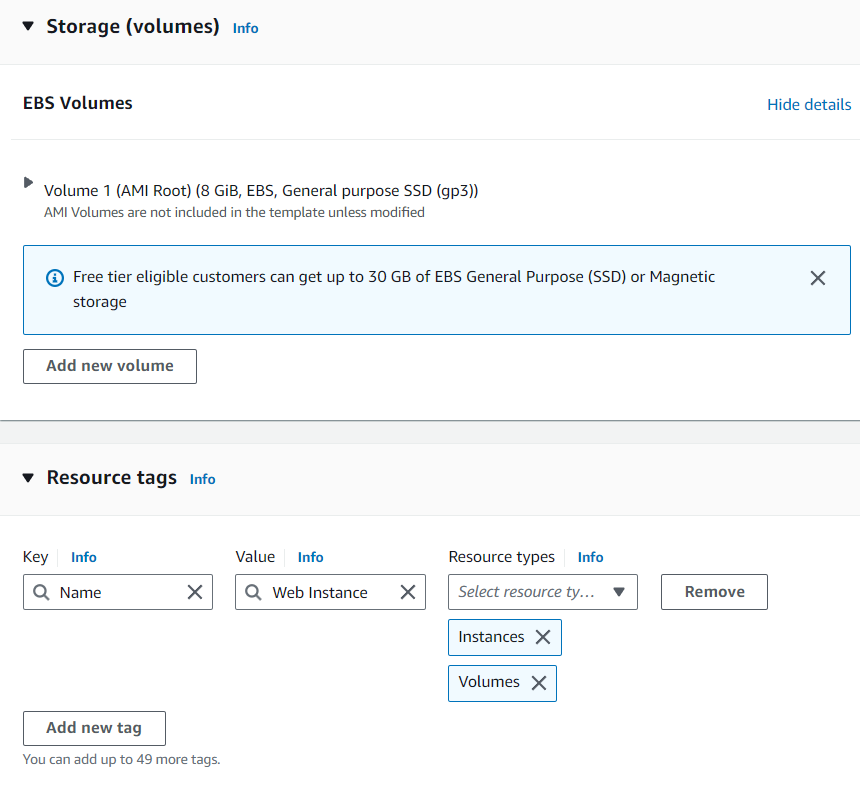 Storage (volumes) Info
EBS Volumes
Hide details
Volume 1 (AMI Root) (8 GiB, EBS, General purpose SSD (gp3))
AMI Volumes are not included in the template unless modified
Free tier eligible customers can get up to 30 GB of EBS General Purpose (SSD) or Magnetic
storage
Add new volume
Resource tags Info
Key Info Value Info Resource types Info
Name Web Instance Select resource ty... Remove
Instances
Volumes
Add new tag
You can add up to 49 more tags.